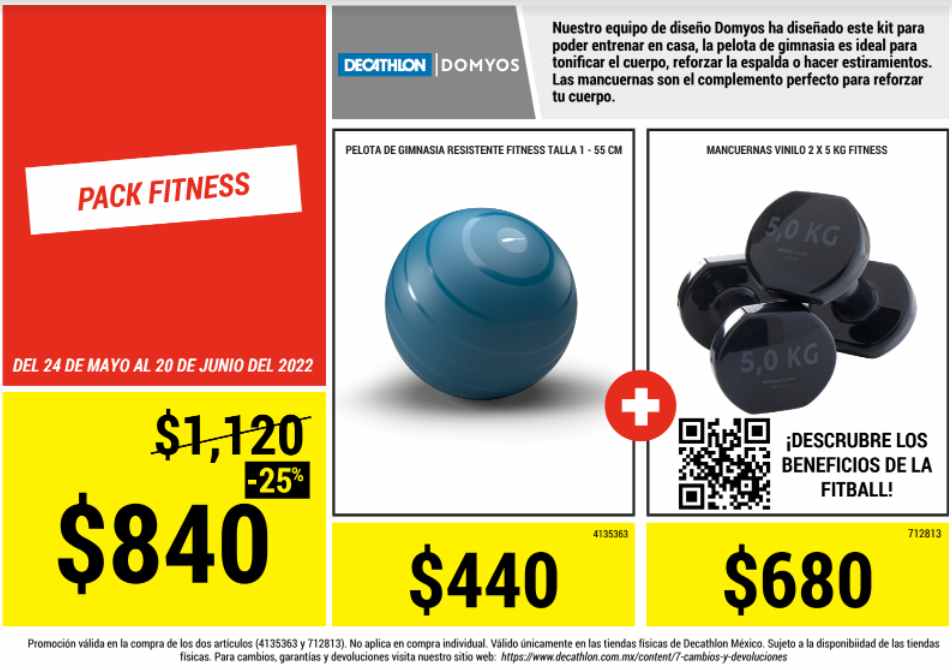 DECATHLON | DOMYOS
Nuestro equipo de diseño Domyos ha diseñado este kit para
poder entrenar en casa, la pelota de gimnasia es ideal para
tonificar el cuerpo, reforzar la espalda o hacer estiramientos.
Las mancuernas son el complemento perfecto para reforzar
tu cuerpo.
PACK FITNESS
DEL 24 DE MAYO AL 20 DE JUNIO DEL 2022
$1,120
-25%
$840
PELOTA DE GIMNASIA RESISTENTE FITNESS TALLA 1 - 55 CM
4135363
$440
MANCUERNAS VINILO 2 X 5 KG FITNESS
5,0 KG
5,0 KG
¡DESCRUBRE LOS
BENEFICIOS DE LA
FITBALL!
712813
$680
Promoción válida en la compra de los dos artículos (4135363 y 712813). No aplica en compra individual. Válido únicamente en las tiendas físicas de Decathlon México. Sujeto a la disponibiidad de las tiendas
físicas. Para cambios, garantías y devoluciones visita nuestro sitio web: https://www.decathlon.com.mx/content/7-cambios-y-devoluciones